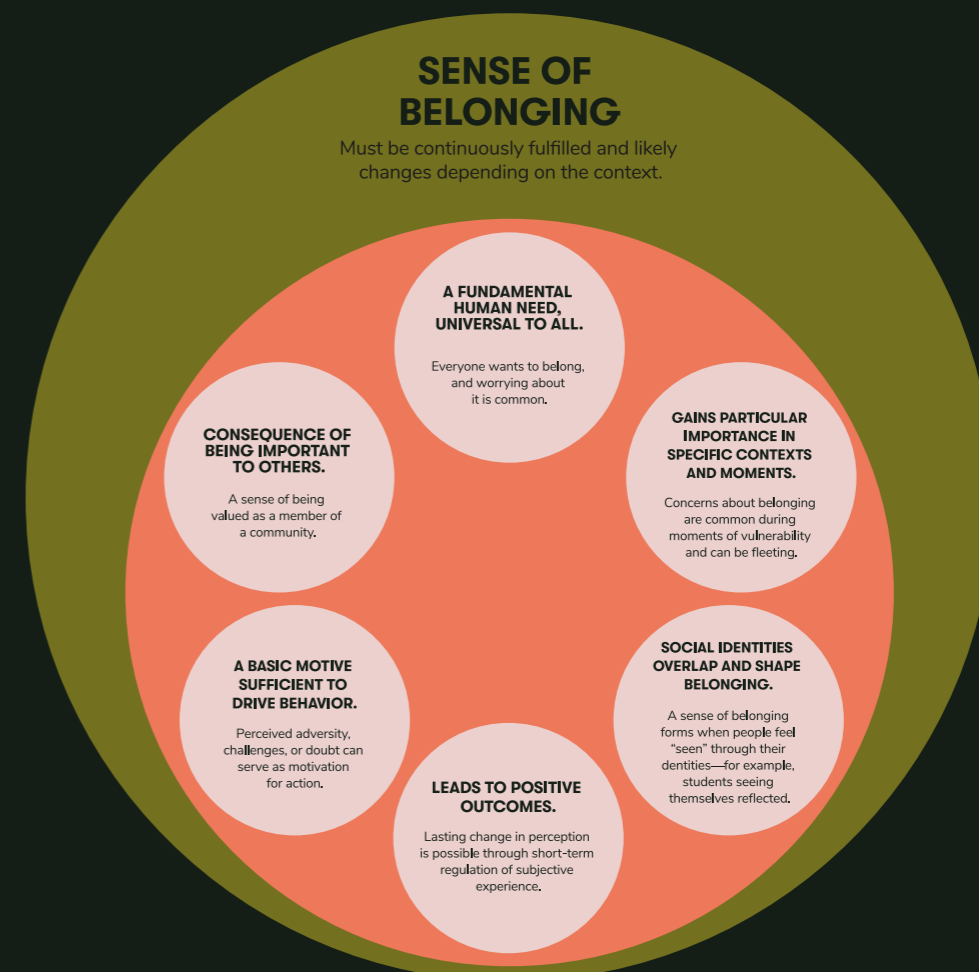 SENSE OF
BELONGING
Must be continuously fulfilled and likely
changes depending on the context.
A FUNDAMENTAL
HUMAN NEED,
UNIVERSAL TO ALL.
Everyone wants to belong,
and worrying about
it is common.
GAINS PARTICULAR
IMPORTANCE IN
SPECIFIC CONTEXTS
AND MOMENTS.
Concerns about belonging
are common during
moments of vulnerability
and can be fleeting.
SOCIAL IDENTITIES
OVERLAP AND SHAPE
BELONGING.
A sense of belonging
forms when people feel
“seen” through their
dentities—for example,
students seeing
themselves reflected.
LEADS TO POSITIVE
OUTCOMES.
Lasting change in perception
is possible through short-term
regulation of subjective
experience.
A BASIC MOTIVE
SUFFICIENT TO
DRIVE BEHAVIOR.
Perceived adversity,
challenges, or doubt can
serve as motivation
for action.
CONSEQUENCE OF
BEING IMPORTANT
TO OTHERS.
A sense of being
valued as a member of
a community.